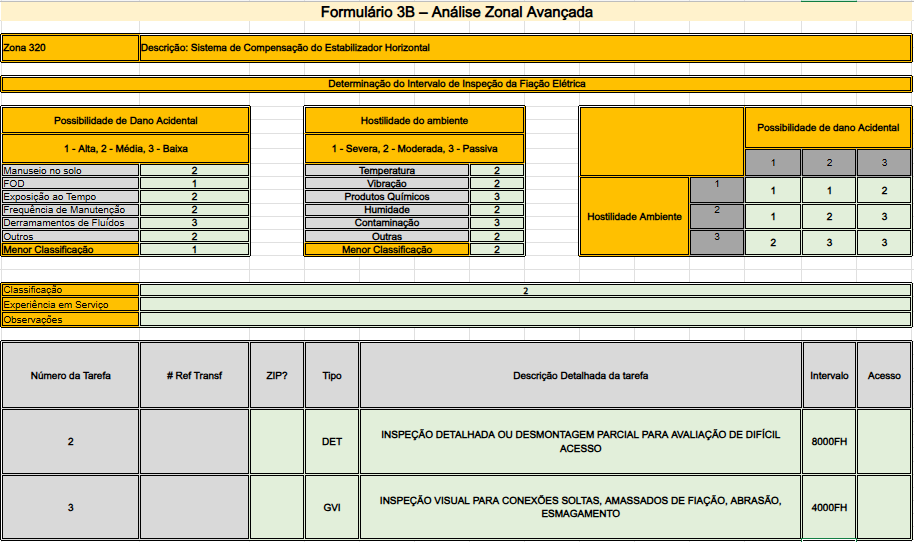 Formulário 3B – Análise Zonal Avançada
Zona 320 Descrição: Sistema de Compensação do Estabilizador Horizontal
Determinação do Intervalo de Inspeção da Fiação Elétrica
Possibilidade de Dano Acidental
1 - Alta, 2 - Média, 3 - Baixa
Manuseio no solo 2
FOD 1
Exposição ao Tempo 2
Frequência de Manutenção 2
Derramamentos de Fluídos 3
Outros 2
Menor Classificação 1
Hostilidade do ambiente
1 - Severa, 2 - Moderada, 3 - Passiva
Temperatura 2
Vibração 2
Produtos Químicos 3
Humidade 2
Contaminação 3
Outras 2
Menor Classificação 2
Possibilidade de dano Acidental
1 2 3
Hostilidade Ambiente
1 1 1 2
2 1 2 3
3 2 3 3
Classificação 2
Experiência em Serviço
Observações
Número da Tarefa # Ref Transf ZIP? Tipo Descrição Detalhada da tarefa Intervalo Acesso
2 DET INSPEÇÃO DETALHADA OU DESMONTAGEM PARCIAL PARA AVALIAÇÃO DE DIFÍCIL
ACESSO 8000FH
3 GVI INSPEÇÃO VISUAL PARA CONEXÕES SOLTAS, AMASSADOS DE FIAÇÃO, ABRASÃO,
ESMAGAMENTO 4000FH